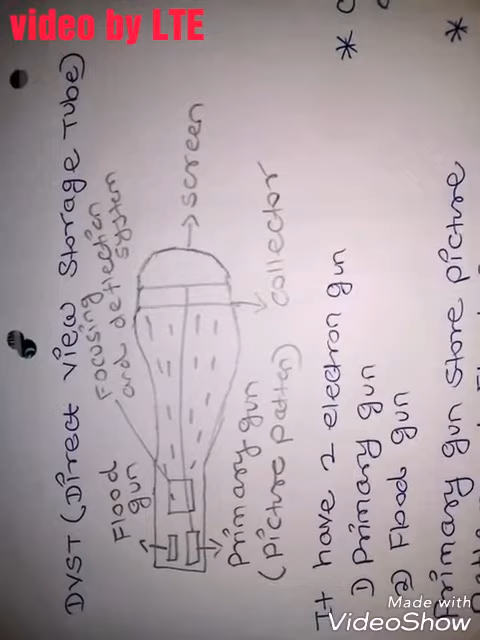 video by LTE
DVST (Direct view Storage Tube)
Focusing
and deflection
system
→ screen
Flood
gun
collector
primary gun
(picture patten)
It have 2 electron gun
1) primary gun
2) Flood gun
primary gun store picture
*
*
Made with
VideoShow